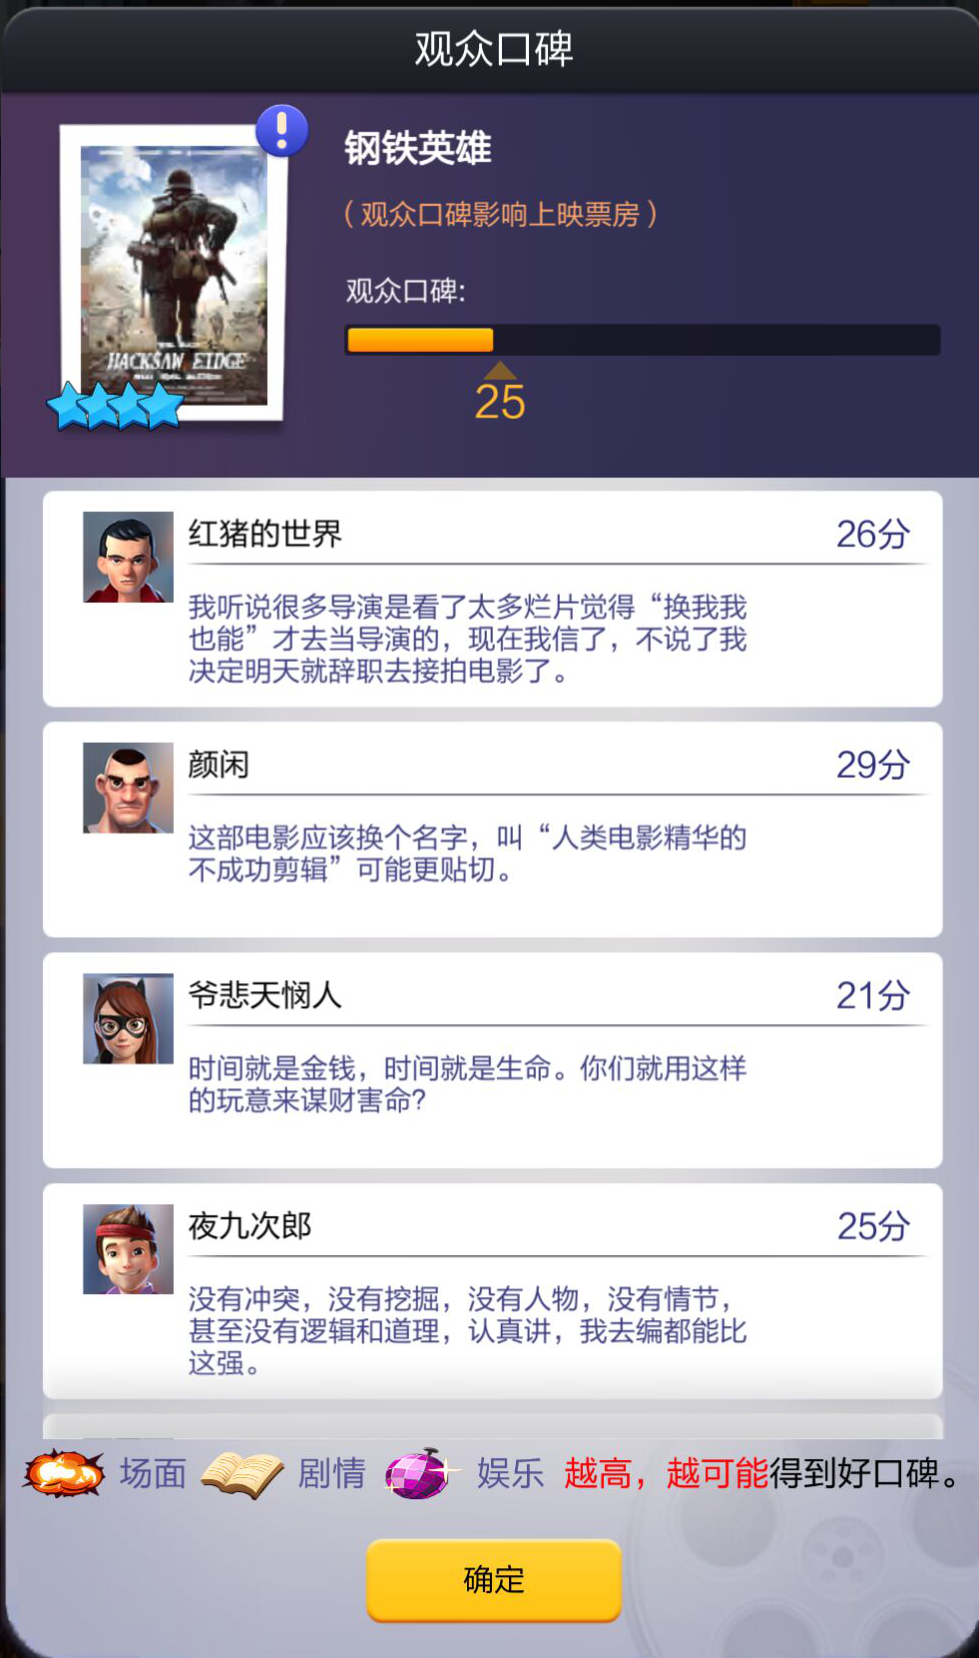 观众口碑
钢铁英雄
（观众口碑影响上映票房）
观众口碑:
HACKSAW
25
红猪的世界
26分
我听说很多导演是看了太多烂片觉得“换我我
也能”才去当导演的，现在我信了，不说了我
决定明天就辞职去接拍电影了。
颜闲
29分
这部电影应该换个名字，叫“人类电影精华的
不成功剪辑”可能更贴切。
爷悲天悯人
21分
时间就是金钱，时间就是生命。你们就用这样
的玩意来谋财害命?
夜九次郎
25分
没有冲突，没有挖掘，没有人物，没有情节，
甚至没有逻辑和道理，认真讲，我去编都能比
这强。
场面 剧情 娱乐 越高，越可能得到好口碑。
确定